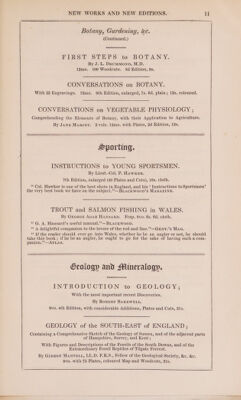 NEW WORKS AND NEW EDITIONS. 11
Botany, Gardening, &c.
(Continued.)
FIRST STEPS to BOTANY.
By J. L. DRUMMOND, M.D.
12mo. 100 Woodcuts. 3d Edition, 9s.
CONVERSATIONS on BOTANY.
With 22 Engravings. 12mo. 8th Edition, enlarged, 7s. 6d. plain; 12s. coloured.
CONVERSATIONS on VEGETABLE PHYSIOLOGY;
Comprehending the Elements of Botany, with their Application to Agriculture.
By JANE MARCET. 2 vols. 12mo. with Plates, 2d Edition, 12s.
Sporting.
INSTRUCTIONS to YOUNG SPORTSMEN.
By Lieut.-Col. P. HAWKER.
7th Edition, enlarged (40 Plates and Cuts), 18s. cloth.
" Col. Hawker is one of the best shots in England, and his 'Instructions to Sportsmen'
the very best book we have on the subject."—BLACKWOOD'S MAGAZINE.
TROUT and SALMON FISHING in WALES.
By GEORGE AGAR HANSARD. Fcap. 8vo. 6s. 6d. cloth.
" G. A. Hansard's useful manual."—BLACKWOOD.
" A delightful companion to the lovers of the rod and line."—GENT.'S MAG.
" If the reader should ever go into Wales, whether he be an angler or not, he should
take this book; if he be an angler, he ought to go for the sake of having such a com-
panion."—ATLAS.
Geology and Mineralogy.
INTRODUCTION to GEOLOGY;
With the most important recent Discoveries.
By ROBERT BAKEWELL.
8vo. 4th Edition, with considerable Additions, Plates and Cuts, 21s.
GEOLOGY of the SOUTH-EAST of ENGLAND;
Containing a Comprehensive Sketch of the Geology of Sussex, and of the adjacent parts
of Hampshire, Surrey, and Kent;
With Figures and Descriptions of the Fossils of the South Downs, and of the
Extraordinary Fossil Reptiles of Tilgate Forest.
By GIDEON MANTELL, LL.D. F.R.S., Fellow of the Geological Society, &c. &c.
8vo. with 75 Plates, coloured Map and Woodcuts, 21s.